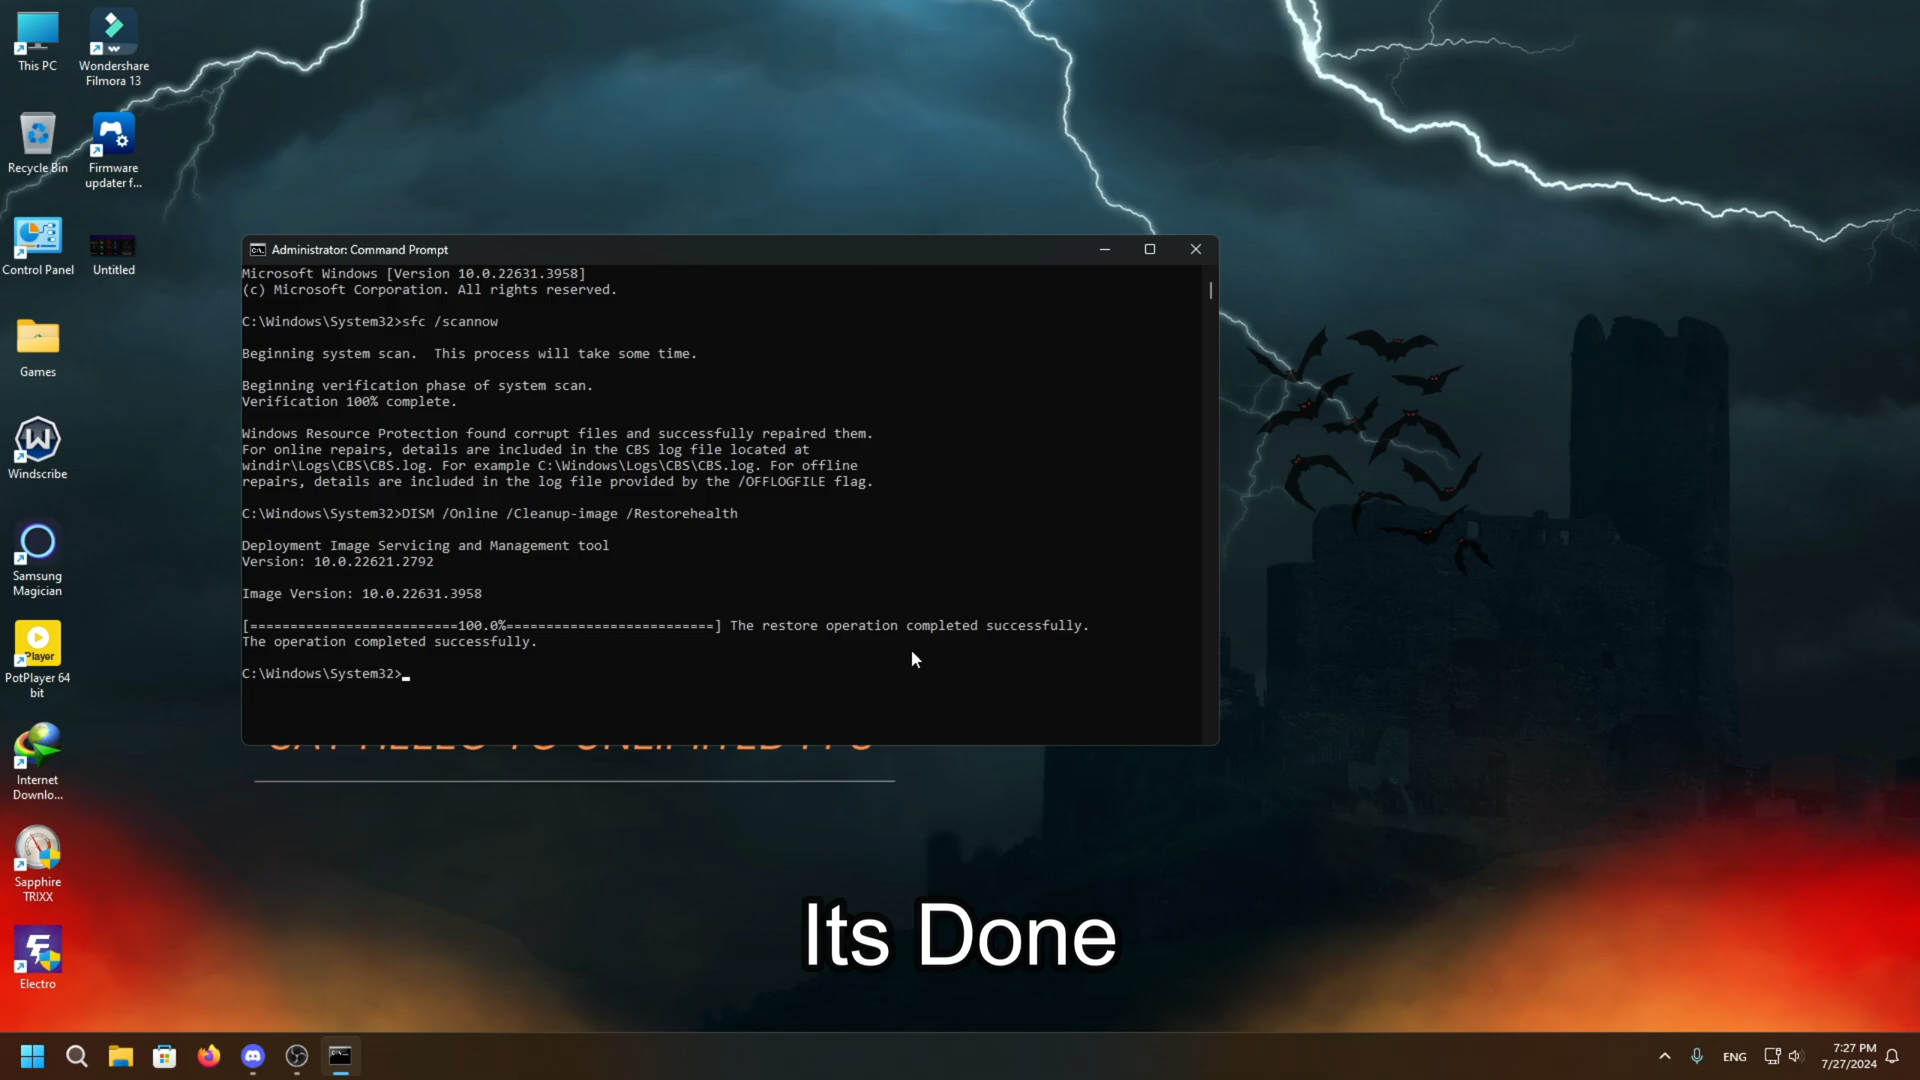 This PC
Wondershare
Filmora 13
Recycle Bin
Firmware
updater f...
Control Panel
Untitled
Games
Windscribe
Samsung
Magician
Player
PotPlayer 64
bit
Internet
Downlo...
Sapphire
TRIXX
Electro
Administrator: Command Prompt
Microsoft Windows [Version 10.0.22631.3958]
(c) Microsoft Corporation. All rights reserved.
C:\Windows\System32>sfc /scannow
Beginning system scan.  This process will take some time.
Beginning verification phase of system scan.
Verification 100% complete.
Windows Resource Protection found corrupt files and successfully repaired them.
For online repairs, details are included in the CBS log file located at
windir\Logs\CBS\CBS.log. For example C:\Windows\Logs\CBS\CBS.log. For offline
repairs, details are included in the log file provided by the /OFFLOGFILE flag.
C:\Windows\System32>DISM /Online /Cleanup-image /Restorehealth
Deployment Image Servicing and Management tool
Version: 10.0.22621.2792
Image Version: 10.0.22631.3958
[==========================100.0%==========================] The restore operation completed successfully.
The operation completed successfully.
C:\Windows\System32>
SAY HELLO TO UNLIMITED FPS
Its Done
ENG
7:27 PM
7/27/2024